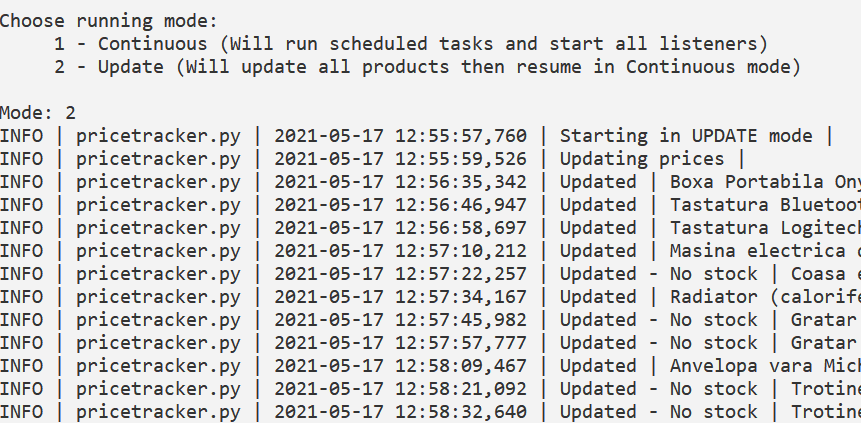 Choose running mode:
1 - Continuous (Will run scheduled tasks and start all listeners)
2 - Update (Will update all products then resume in Continuous mode)
Mode: 2
INFO | pricetracker.py | 2021-05-17 12:55:57,760 | Starting in UPDATE mode |
INFO | pricetracker.py | 2021-05-17 12:55:59,526 | Updating prices |
INFO | pricetracker.py | 2021-05-17 12:56:35,342 | Updated | Boxa Portabila Ony
INFO | pricetracker.py | 2021-05-17 12:56:46,947 | Updated | Tastatura Bluetoot
INFO | pricetracker.py | 2021-05-17 12:56:58,697 | Updated | Tastatura Logitech
INFO | pricetracker.py | 2021-05-17 12:57:10,212 | Updated | Masina electrica
INFO | pricetracker.py | 2021-05-17 12:57:22,257 | Updated - No stock | Coasa
INFO | pricetracker.py | 2021-05-17 12:57:34,167 | Updated | Radiator (calorife
INFO | pricetracker.py | 2021-05-17 12:57:45,982 | Updated - No stock | Gratar
INFO | pricetracker.py | 2021-05-17 12:57:57,777 | Updated - No stock | Gratar
INFO | pricetracker.py | 2021-05-17 12:58:09,467 | Updated | Anvelopa vara Mich
INFO | pricetracker.py | 2021-05-17 12:58:21,092 | Updated - No stock | Trotine
INFO | pricetracker.py | 2021-05-17 12:58:32,640 | Updated - No stock | Trotine